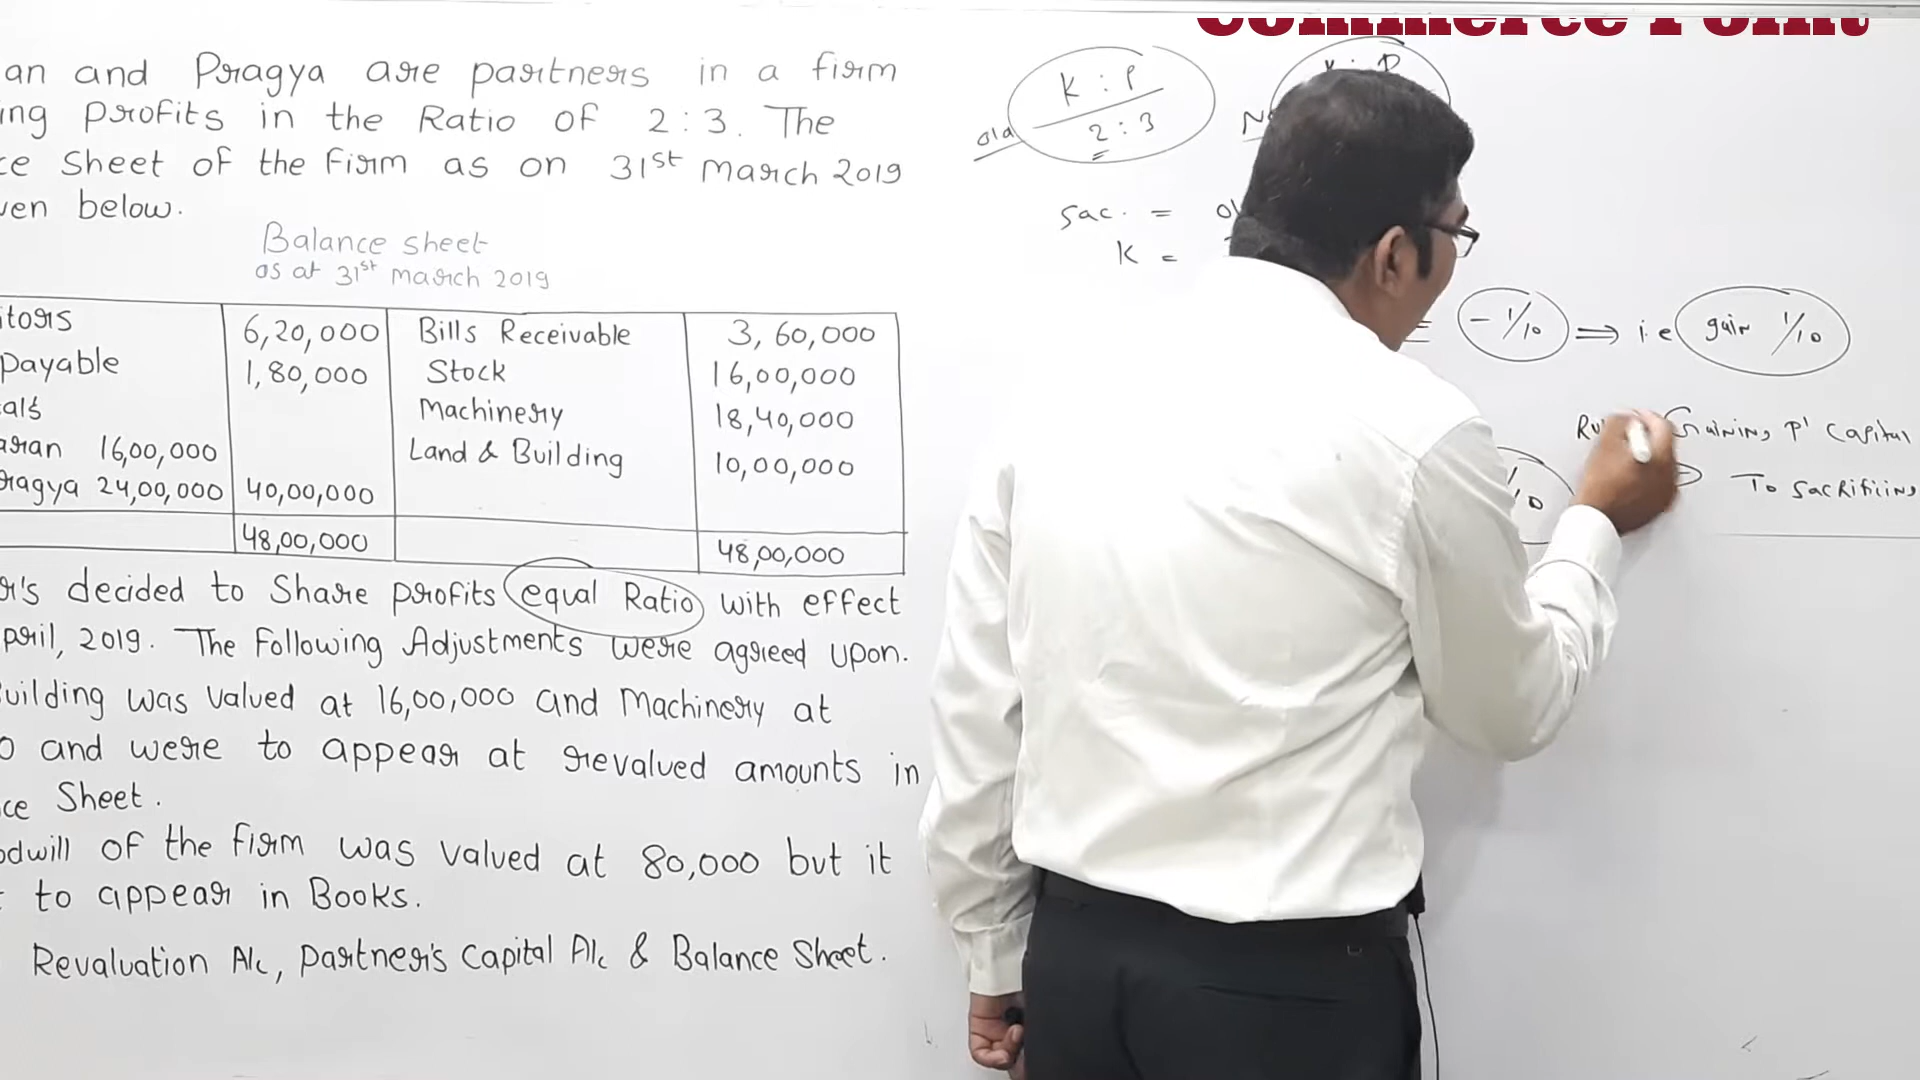 Commerce Point
an and Pragya are partners in a firm
ing Profits in the Ratio of 2:3. The
ce Sheet of the Firm as on 31st March 2019
ven below.
Balance sheet
as at 31st march 2019
itors 6,20,000 Bills Receivable 3,60,000
payable 1,80,000 Stock 16,00,000
als Machinery 18,40,000
aran 16,00,000 Land & Building 10,00,000
ragya 24,00,000 40,00,000
48,00,000 48,00,000
r's decided to Share profits equal Ratio with effect
pril, 2019. The Following Adjustments were agreed upon.
uilding was valued at 16,00,000 and Machinery at
0 and were to appear at revalued amounts in
ce Sheet.
odwill of the firm was valued at 80,000 but it
to appear in Books.
Revaluation A/c, Partner's Capital A/c & Balance Sheet.
K : P
old 2 : 3
Sac. =
K =
= - 1/10 ⇒ i.e gain 1/10
Gaining P' Capital
To Sacrificing